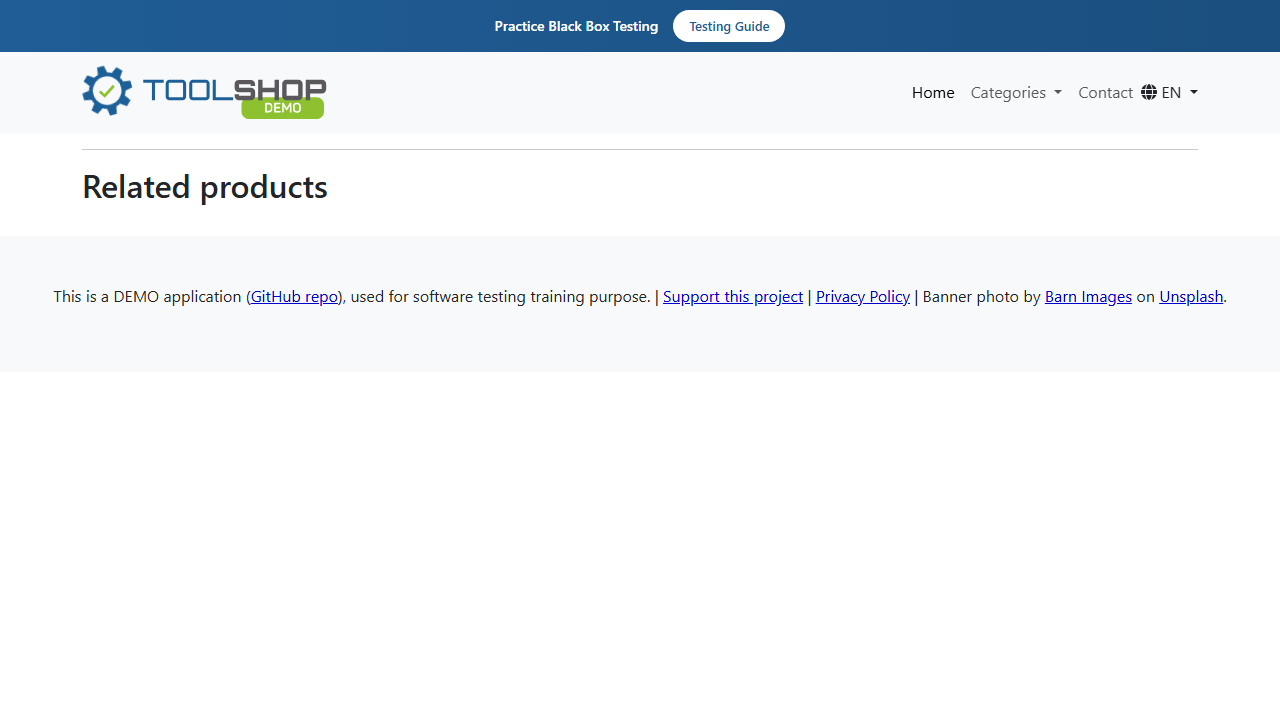 Practice Black Box Testing Testing Guide
TOOLSHOP
DEMO
Home Categories Contact EN
Related products
This is a DEMO application (GitHub repo), used for software testing training purpose. | Support this project | Privacy Policy | Banner photo by Barn Images on Unsplash.